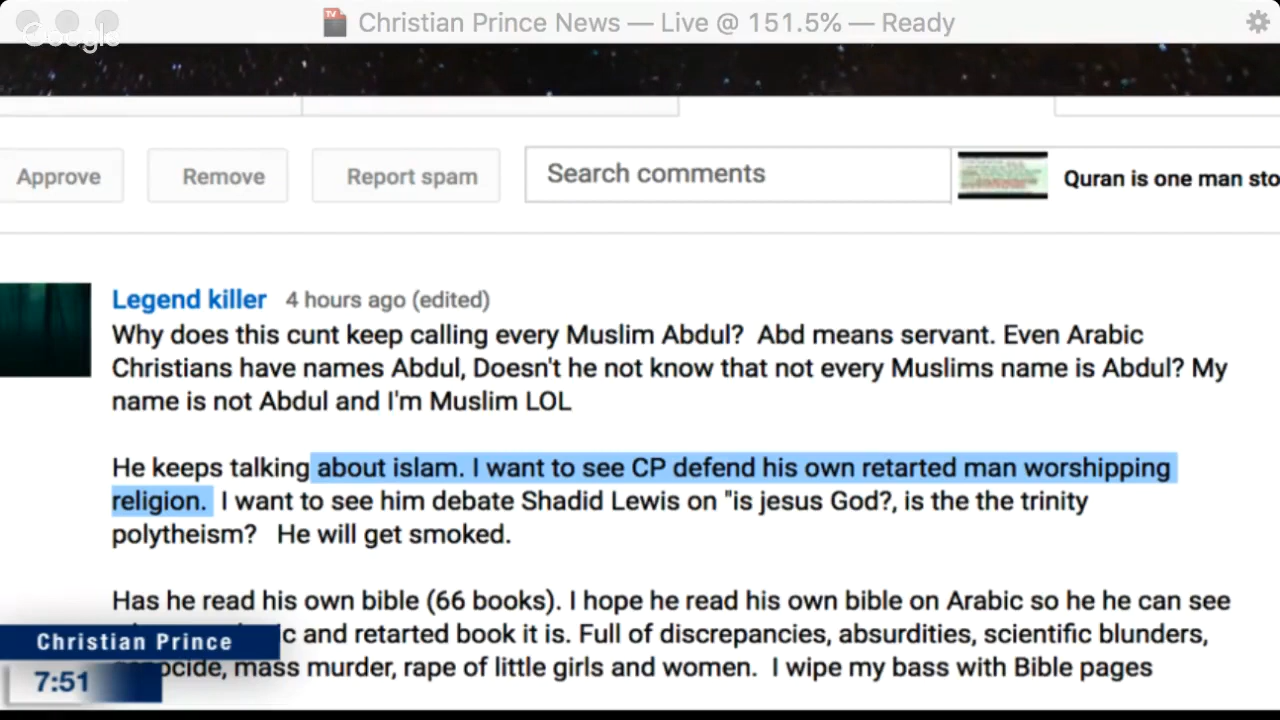 Google
Christian Prince News — Live @ 151.5% — Ready
Approve
Remove
Report spam
Search comments
Quran is one man sto
Legend killer 4 hours ago (edited)
Why does this cunt keep calling every Muslim Abdul? Abd means servant. Even Arabic
Christians have names Abdul, Doesn't he not know that not every Muslims name is Abdul? My
name is not Abdul and I'm Muslim LOL
He keeps talking about islam. I want to see CP defend his own retarted man worshipping
religion. I want to see him debate Shadid Lewis on "is jesus God?, is the the trinity
polytheism? He will get smoked.
Has he read his own bible (66 books). I hope he read his own bible on Arabic so he he can see
and retarted book it is. Full of discrepancies, absurdities, scientific blunders,
mass murder, rape of little girls and women. I wipe my bass with Bible pages
Christian Prince
7:51